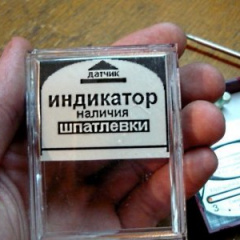 датчик
индикатор
наличия
шпатлевки